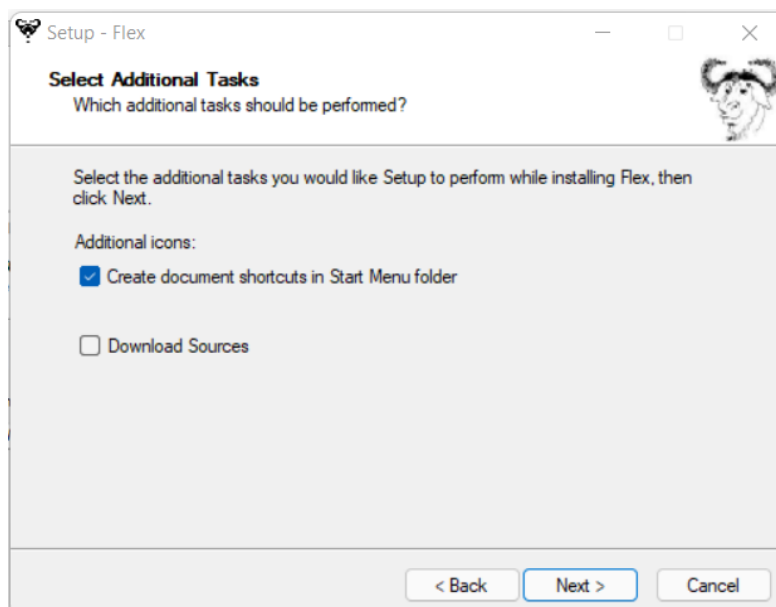 Setup - Flex
Select Additional Tasks
Which additional tasks should be performed?
Select the additional tasks you would like Setup to perform while installing Flex, then
click Next.
Additional icons:
Create document shortcuts in Start Menu folder
Download Sources
< Back
Next >
Cancel